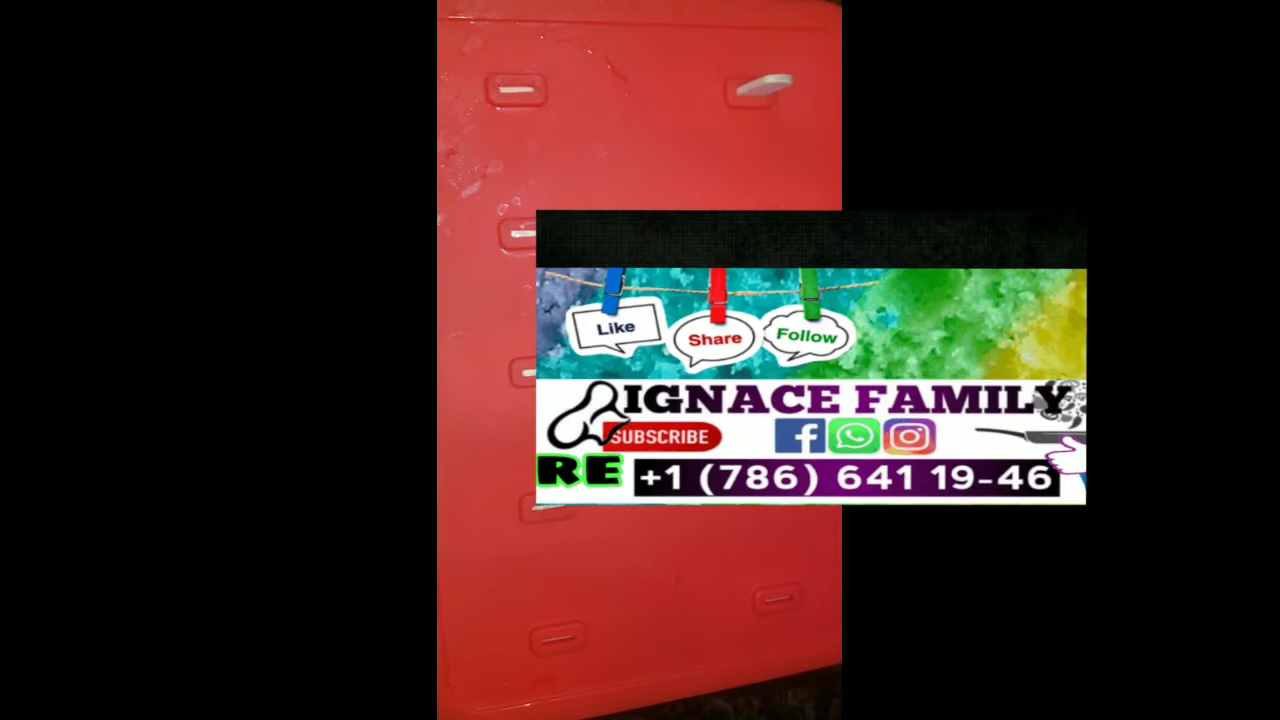 Like
Share
Follow
IGNACE FAMILY
SUBSCRIBE
RE
+1 (786) 641 19-46